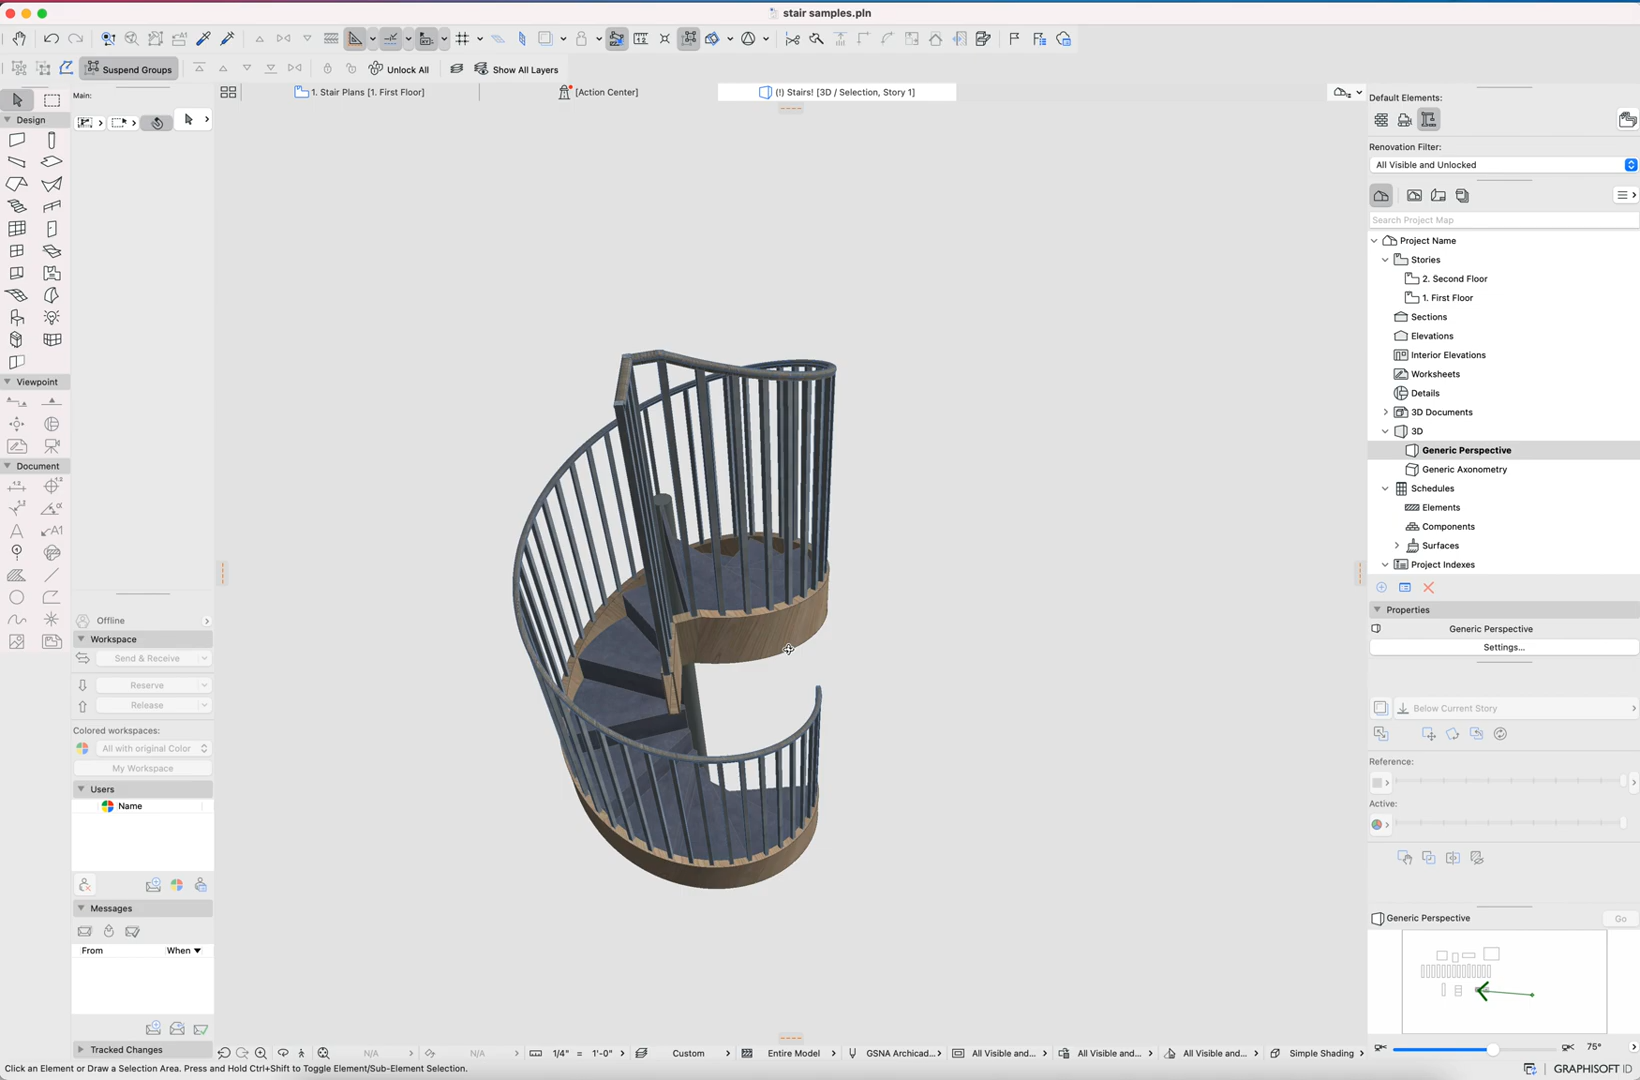 stair samples.pln
Suspend Groups
Unlock All
Show All Layers
1. Stair Plans [1. First Floor]
[Action Center]
(!) Stairs! [3D / Selection, Story 1]
Main:
Design
Viewpoint
Document
A
A1
Offline
Workspace
Send & Receive
Reserve
Release
Colored workspaces:
All with original Color
My Workspace
Users
Name
Messages
From
When
Tracked Changes
Default Elements:
Renovation Filter:
All Visible and Unlocked
Search Project Map
Project Name
Stories
2. Second Floor
1. First Floor
Sections
Elevations
Interior Elevations
Worksheets
Details
3D Documents
3D
Generic Perspective
Generic Axonometry
Schedules
Elements
Components
Surfaces
Project Indexes
Properties
Generic Perspective
Settings...
Below Current Story
Reference:
Active:
Generic Perspective
Go
N/A
N/A
1/4" = 1'-0"
Custom
Entire Model
GSNA Archicad...
All Visible and...
All Visible and...
All Visible and...
Simple Shading
75°
Click an Element or Draw a Selection Area. Press and Hold Ctrl+Shift to Toggle Element/Sub-Element Selection.
GRAPHISOFT ID